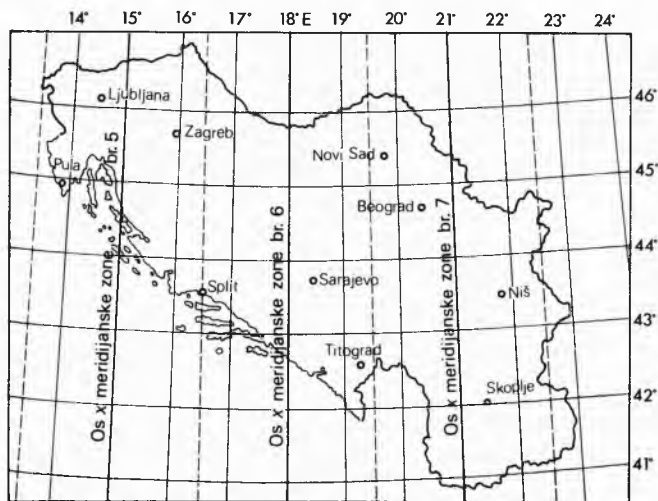 14° 15° 16° 17° 18° E 19° 20° 21° 22° 23° 24°
46°
Ljubljana
Zagreb
Novi Sad
45°
Pula
Beograd
44°
Sarajevo
Split
Niš
43°
Titograd
Skoplje
42°
41°
Os x meridijanske zone br. 5
Os x meridijanske zone br. 6
Os x meridijanske zone br. 7